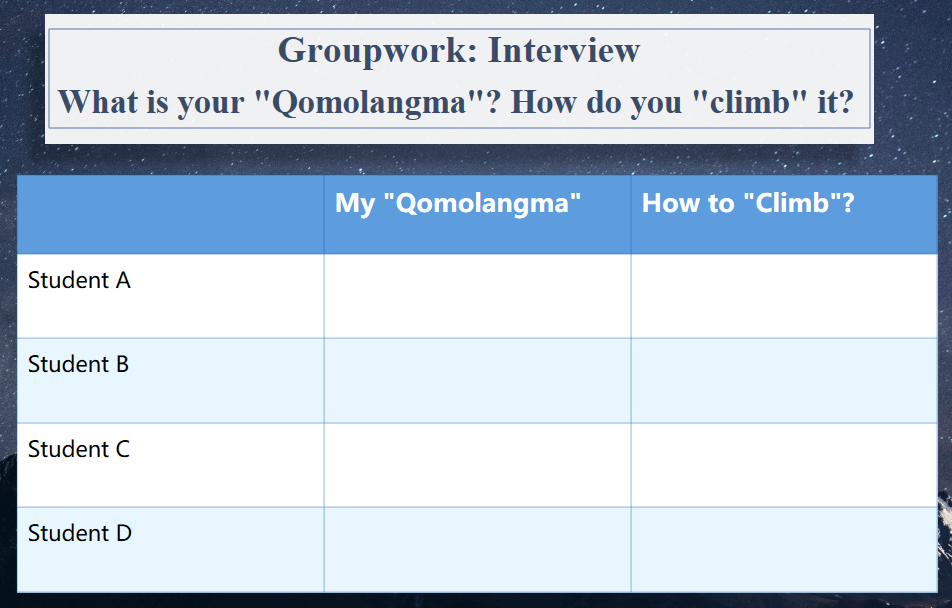 Groupwork: Interview
What is your "Qomolangma"? How do you "climb" it?
My "Qomolangma" How to "Climb"?
Student A
Student B
Student C
Student D